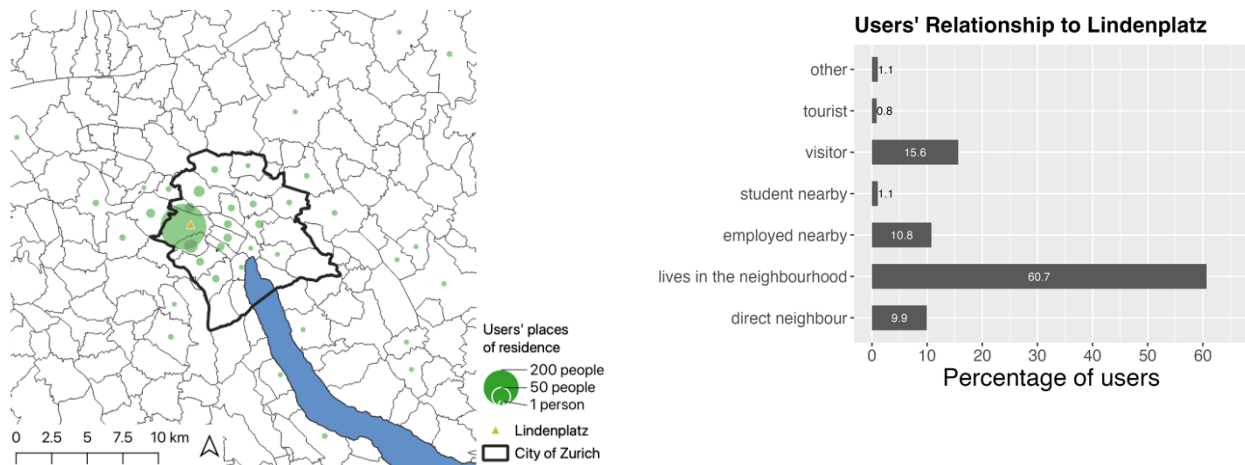 Users' places
of residence
200 people
50 people
1 person
Lindenplatz
City of Zurich
0 2.5 5 7.5 10 km
Users' Relationship to Lindenplatz
other
1.1
tourist
0.8
visitor
15.6
student nearby
1.1
employed nearby
10.8
lives in the neighbourhood
60.7
direct neighbour
9.9
0 10 20 30 40 50 60
Percentage of users